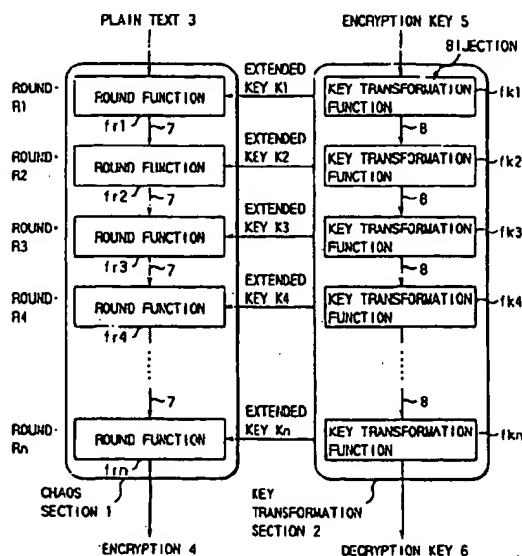 PLAIN TEXT 3
ENCRYPTION KEY 5
BIJECTION
ROUND·
R1
ROUND FUNCTION
fr1
7
EXTENDED
KEY K1
KEY TRANSFORMATION
FUNCTION
fk1
8
ROUND·
R2
ROUND FUNCTION
fr2
7
EXTENDED
KEY K2
KEY TRANSFORMATION
FUNCTION
fk2
8
ROUND·
R3
ROUND FUNCTION
fr3
7
EXTENDED
KEY K3
KEY TRANSFORMATION
FUNCTION
fk3
8
ROUND·
R4
ROUND FUNCTION
fr4
EXTENDED
KEY K4
KEY TRANSFORMATION
FUNCTION
fk4
7
8
ROUND·
Rn
ROUND FUNCTION
frn
EXTENDED
KEY Kn
KEY TRANSFORMATION
FUNCTION
fkn
CHAOS
SECTION 1
KEY
TRANSFORMATION
SECTION 2
ENCRYPTION 4
DECRYPTION KEY 6